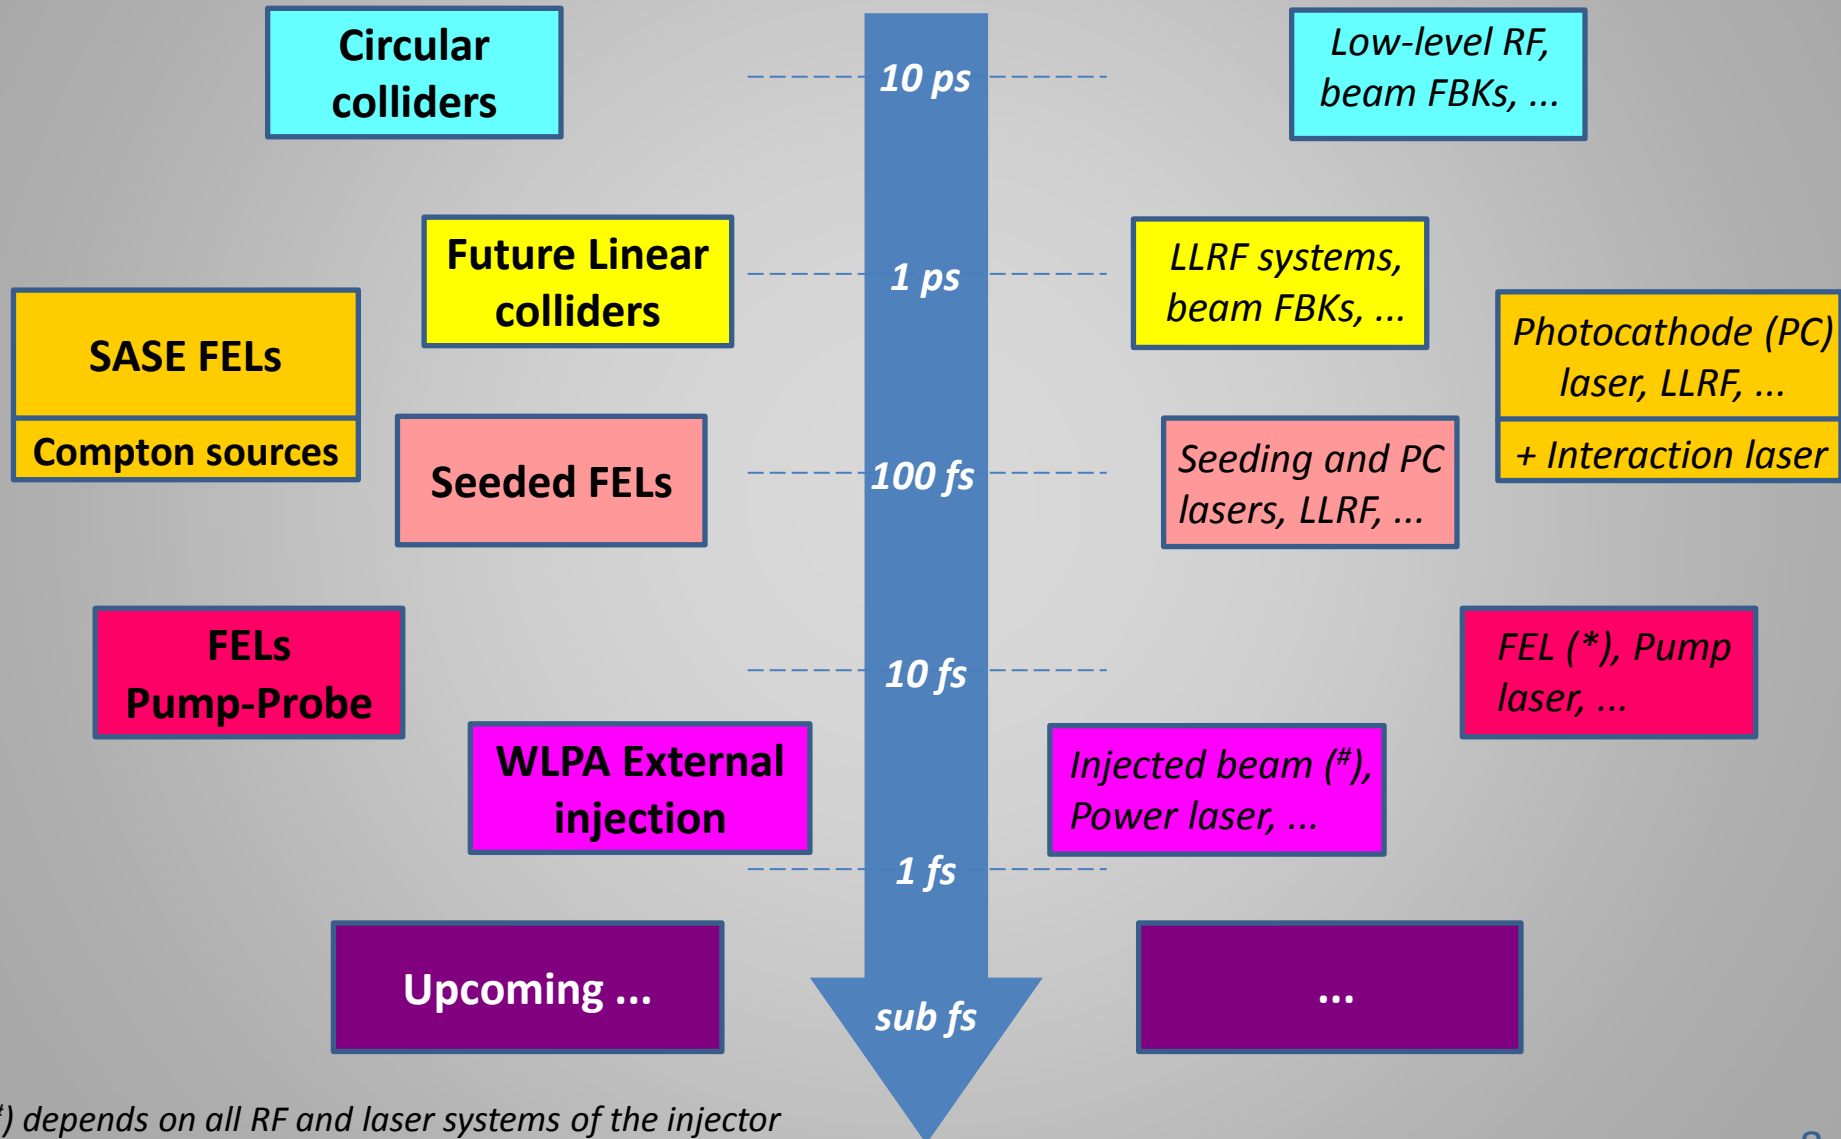 Circular
colliders
10 ps
Low-level RF,
beam FBKs, ...
Future Linear
colliders
1 ps
LLRF systems,
beam FBKs, ...
SASE FELs
Photocathode (PC)
laser, LLRF, ...
Compton sources
+ Interaction laser
Seeded FELs
100 fs
Seeding and PC
lasers, LLRF, ...
FELs
Pump-Probe
10 fs
FEL (*), Pump
laser, ...
WLPA External
injection
Injected beam (#),
Power laser, ...
1 fs
Upcoming ...
...
sub fs
) depends on all RF and laser systems of the injector